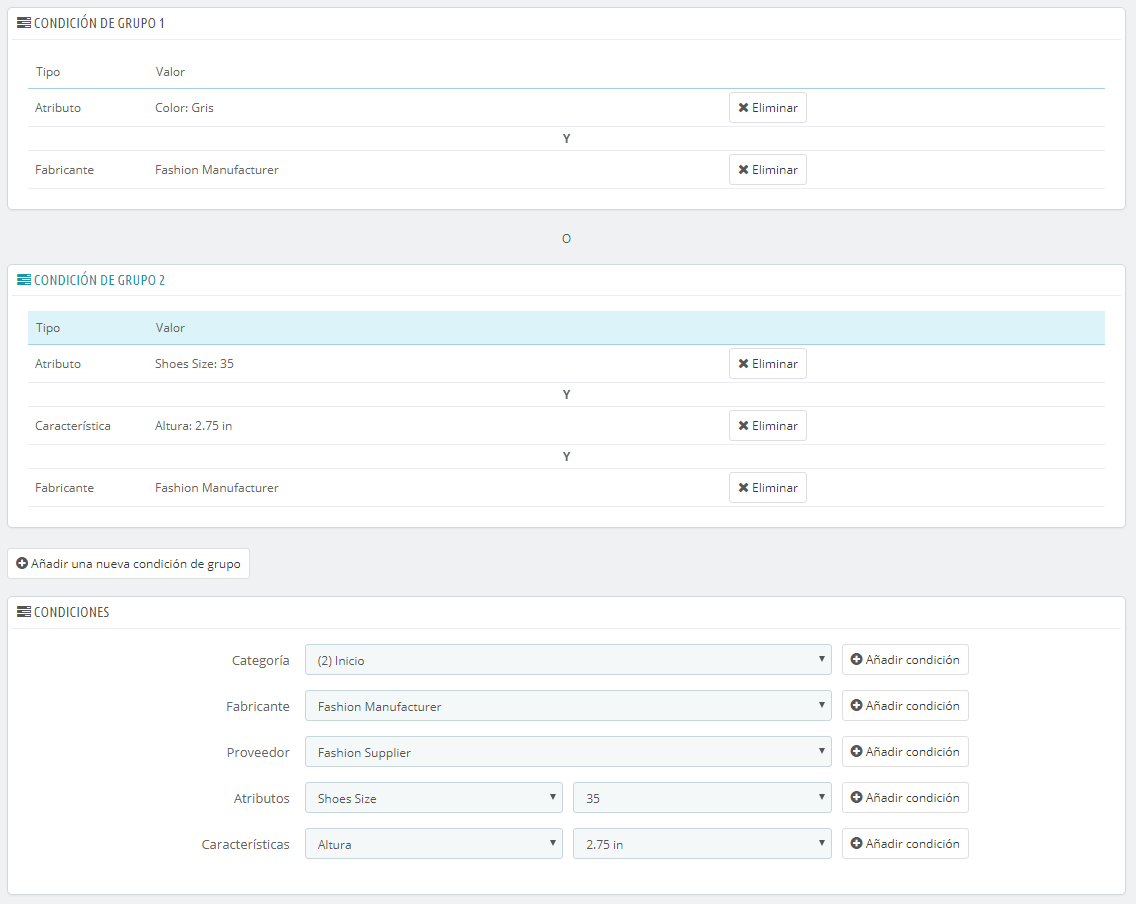 CONDICIÓN DE GRUPO 1
Tipo Valor
Atributo Color: Gris Eliminar
Y
Fabricante Fashion Manufacturer Eliminar
O
CONDICIÓN DE GRUPO 2
Tipo Valor
Atributo Shoes Size: 35 Eliminar
Y
Característica Altura: 2.75 in Eliminar
Y
Fabricante Fashion Manufacturer Eliminar
Añadir una nueva condición de grupo
CONDICIONES
Categoría (2) Inicio Añadir condición
Fabricante Fashion Manufacturer Añadir condición
Proveedor Fashion Supplier Añadir condición
Atributos Shoes Size 35 Añadir condición
Características Altura 2.75 in Añadir condición